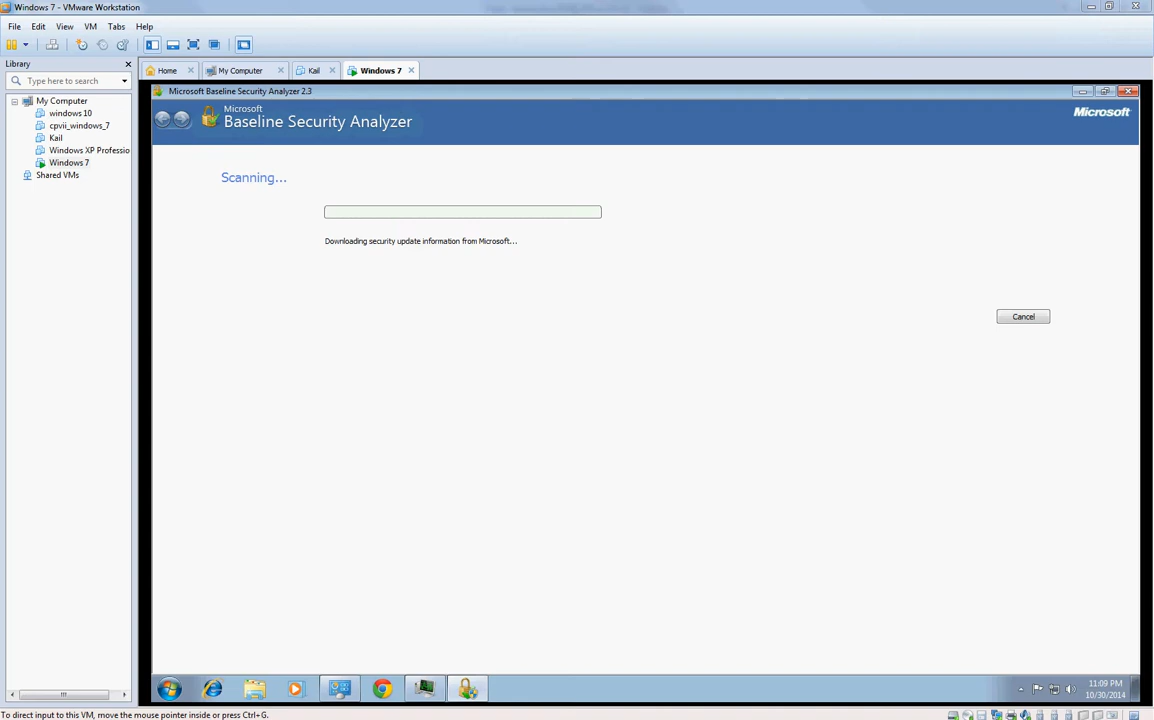 Windows 7 - VMware Workstation
File Edit View VM Tabs Help
Library
Type here to search
My Computer
windows 10
cpvii_windows_7
Kail
Windows XP Professio
Windows 7
Shared VMs
Home
My Computer
Kail
Windows 7
Microsoft Baseline Security Analyzer 2.3
Microsoft
Baseline Security Analyzer
Microsoft
Scanning...
Downloading security update information from Microsoft...
Cancel
11:09 PM
10/30/2014
To direct input to this VM, move the mouse pointer inside or press Ctrl+G.